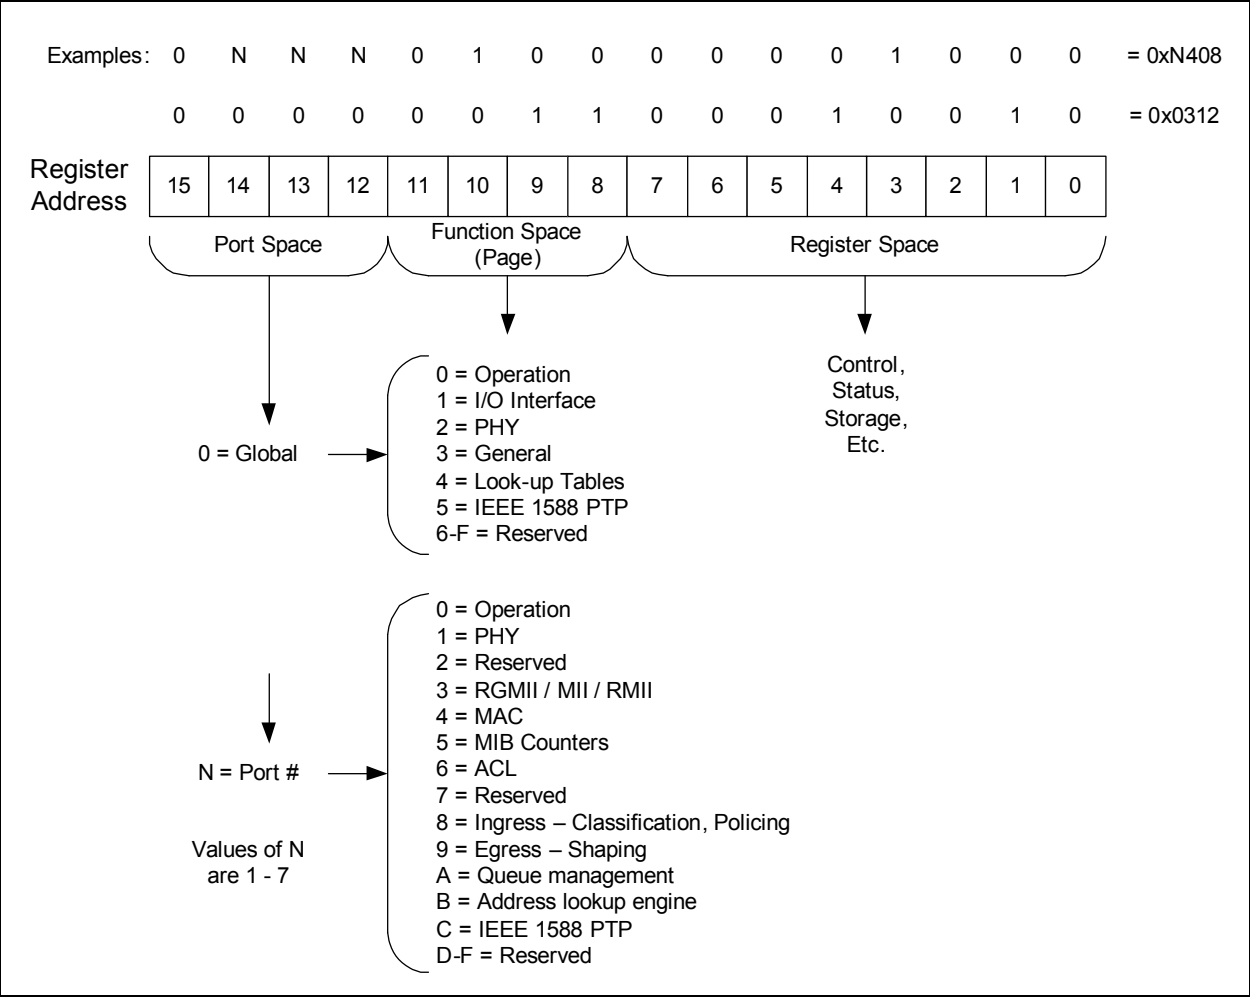 Examples: 0 N N N 0 1 0 0 0 0 0 0 1 0 0 0 = 0xN408
0 0 0 0 0 0 1 1 0 0 0 1 0 0 1 0 = 0x0312
Register
Address
15 14 13 12 11 10 9 8 7 6 5 4 3 2 1 0
Port Space
Function Space
(Page)
Register Space
0 = Global
0 = Operation
1 = I/O Interface
2 = PHY
3 = General
4 = Look-up Tables
5 = IEEE 1588 PTP
6-F = Reserved
Control,
Status,
Storage,
Etc.
N = Port #
Values of N
are 1 - 7
0 = Operation
1 = PHY
2 = Reserved
3 = RGMII / MII / RMII
4 = MAC
5 = MIB Counters
6 = ACL
7 = Reserved
8 = Ingress – Classification, Policing
9 = Egress – Shaping
A = Queue management
B = Address lookup engine
C = IEEE 1588 PTP
D-F = Reserved